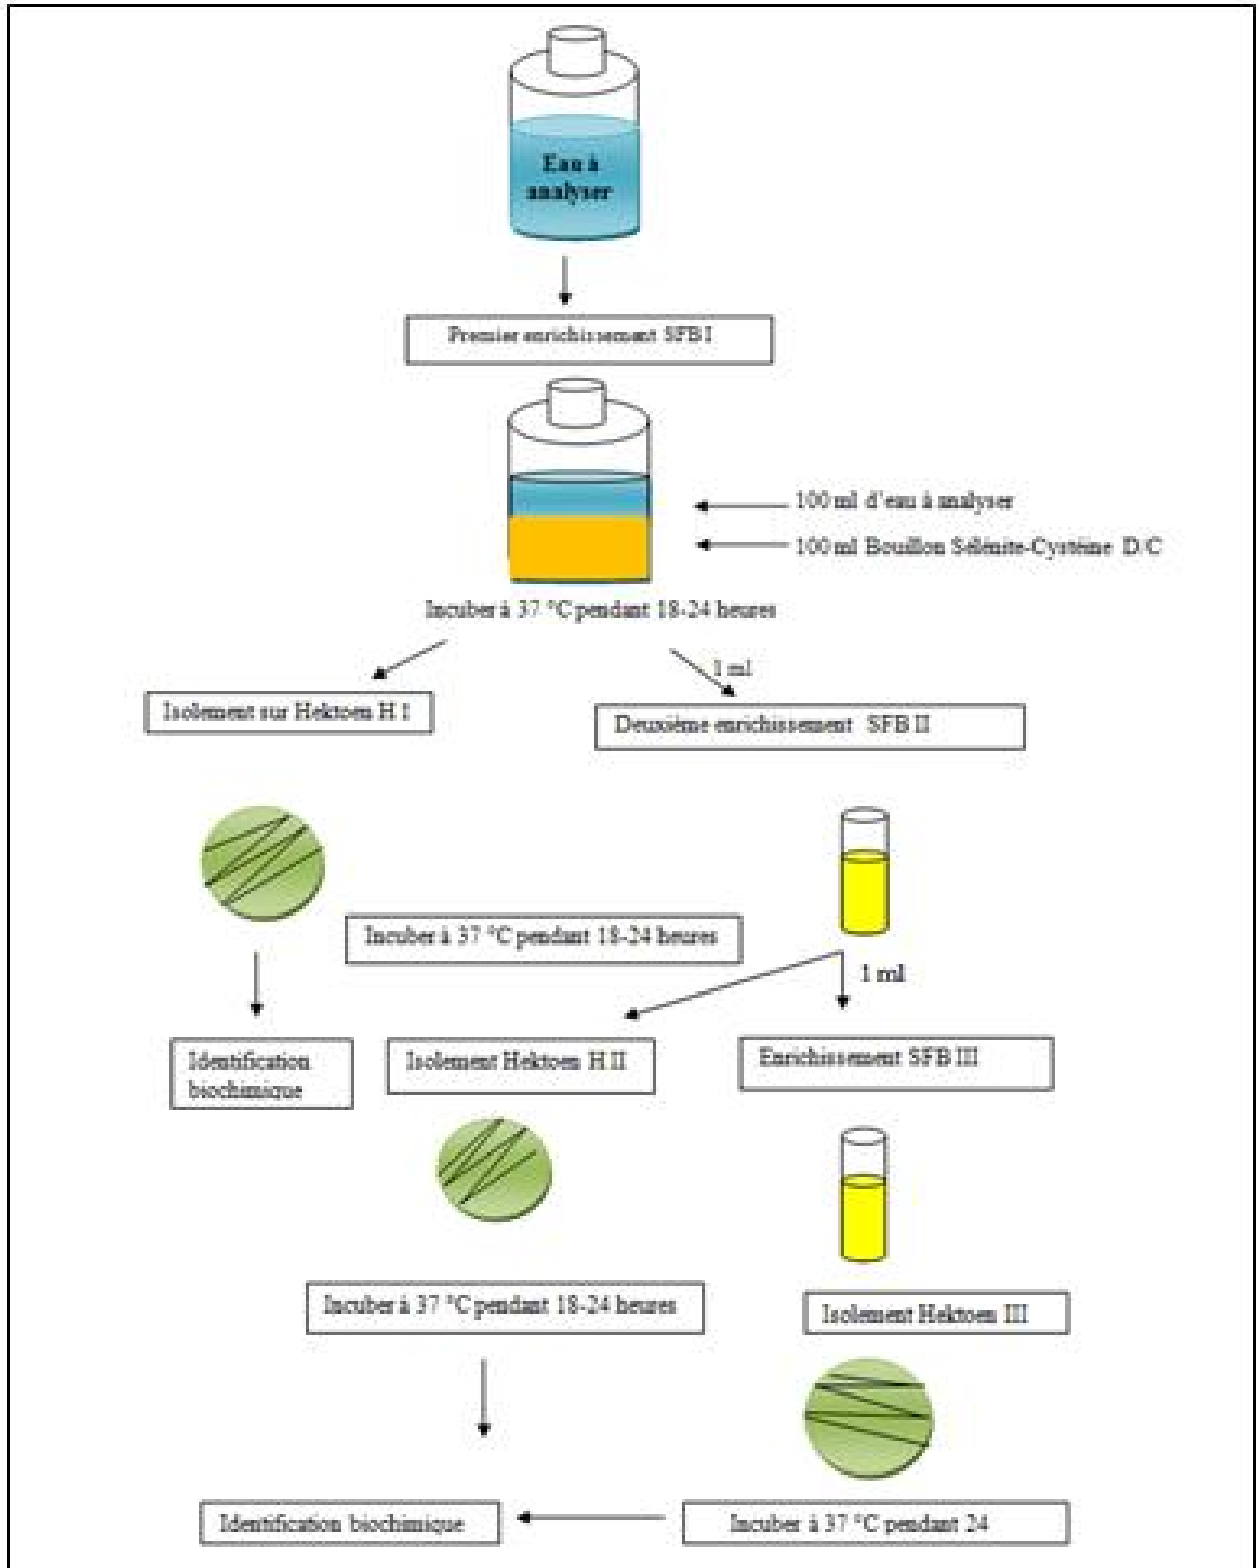 Eau à
analyser
Premier enrichissement SFB I
100 ml d'eau à analyser
100 ml Bouillon Sélénite-Cystéine D/C
Incuber à 37 °C pendant 18-24 heures
1 ml
Isolement sur Hektoen H I
Deuxième enrichissement SFB II
Incuber à 37 °C pendant 18-24 heures
1 ml
Identification
biochimique
Isolement Hektoen H II
Enrichissement SFB III
Incuber à 37 °C pendant 18-24 heures
Isolement Hektoen III
Identification biochimique
Incuber à 37 °C pendant 24